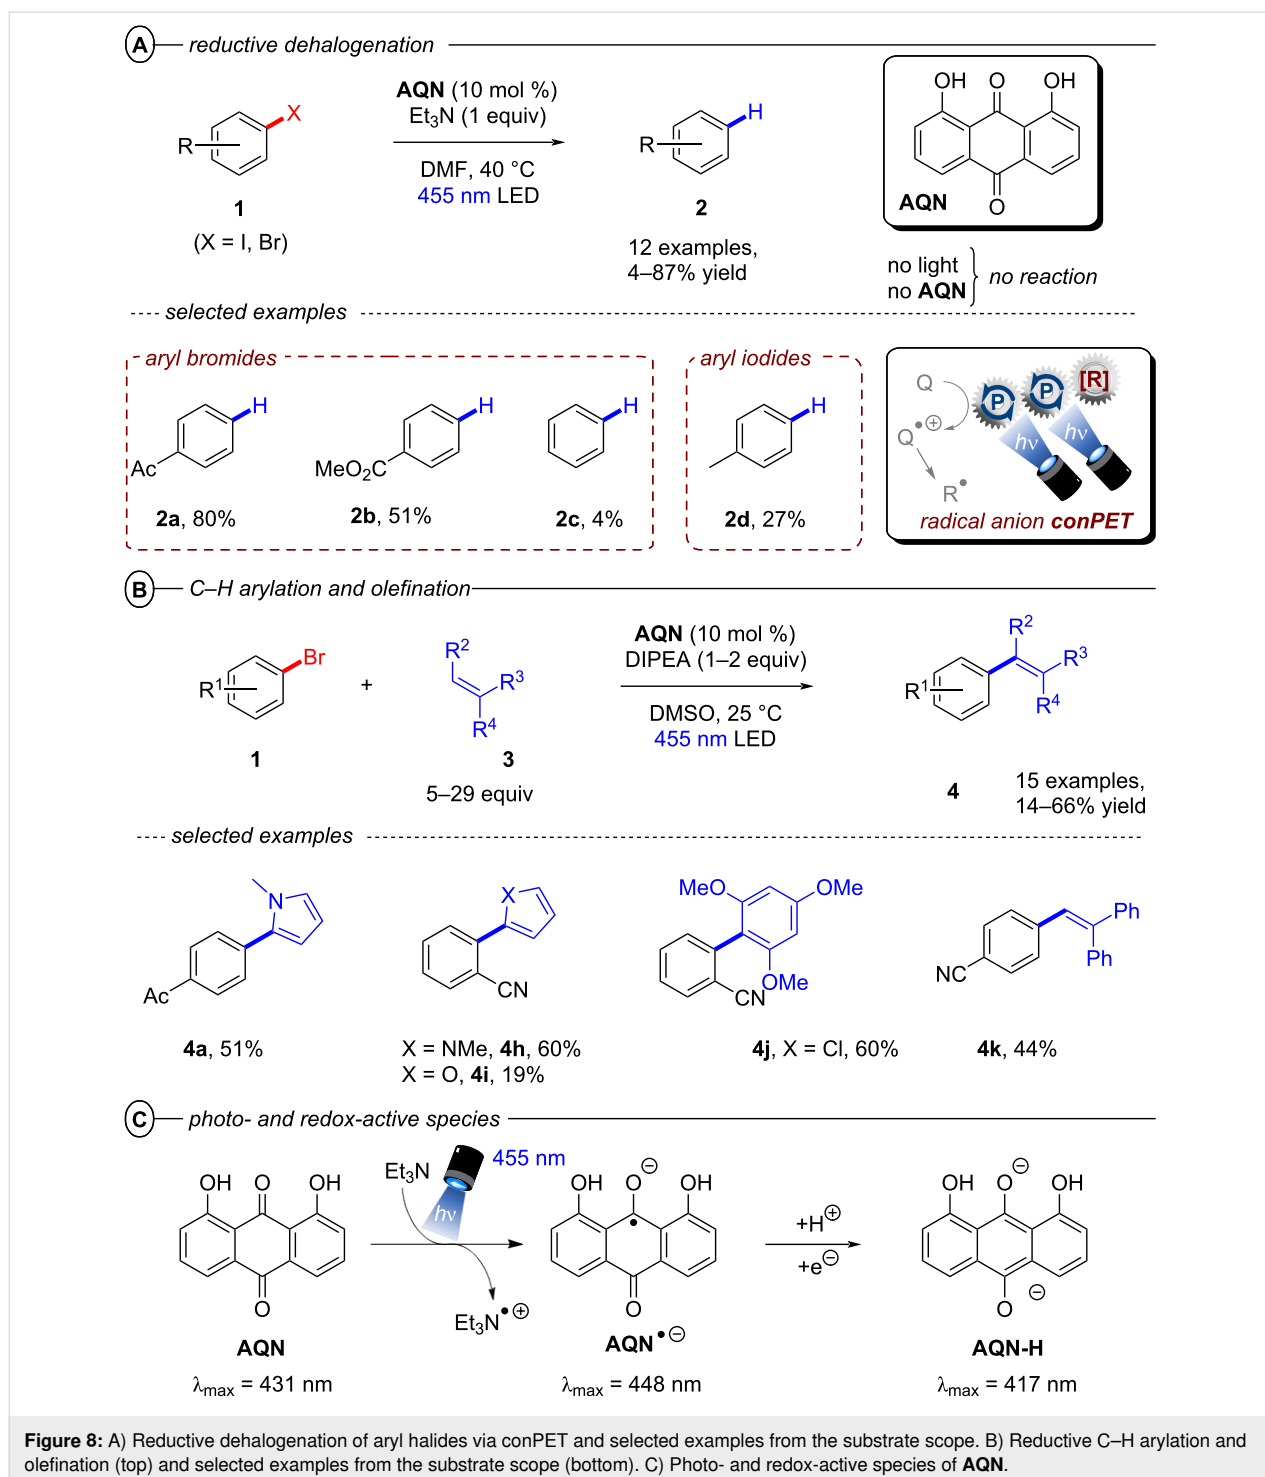 A reductive dehalogenation
AQN (10 mol %)
Et₃N (1 equiv)
DMF, 40 °C
455 nm LED
R X
1
(X = I, Br)
R H
2
12 examples,
4–87% yield
OH O OH
O
AQN
no light
no AQN
no reaction
selected examples
aryl bromides
H
Ac
2a, 80%
H
MeO₂C
2b, 51%
H
2c, 4%
aryl iodides
H
2d, 27%
Q
Q•⊕
R•
P P [R]
hν hν
radical anion conPET
B C–H arylation and olefination
R¹ Br
1
+
R²
R³
R⁴
3
5–29 equiv
AQN (10 mol %)
DIPEA (1–2 equiv)
DMSO, 25 °C
455 nm LED
R¹ R²
R³
R⁴
4
15 examples,
14–66% yield
selected examples
N
Ac
4a, 51%
X
CN
X = NMe, 4h, 60%
X = O, 4i, 19%
MeO OMe
CN OMe
4j, X = Cl, 60%
NC Ph
Ph
4k, 44%
C photo- and redox-active species
OH O OH
O
AQN
λmax = 431 nm
Et₃N
hν
455 nm
Et₃N•⊕
OH O⊖ OH
•
O
AQN•⊖
λmax = 448 nm
+H⊕
+e⊖
OH O⊖ OH
O ⊖
AQN-H
λmax = 417 nm
Figure 8: A) Reductive dehalogenation of aryl halides via conPET and selected examples from the substrate scope. B) Reductive C–H arylation and
olefination (top) and selected examples from the substrate scope (bottom). C) Photo- and redox-active species of AQN.